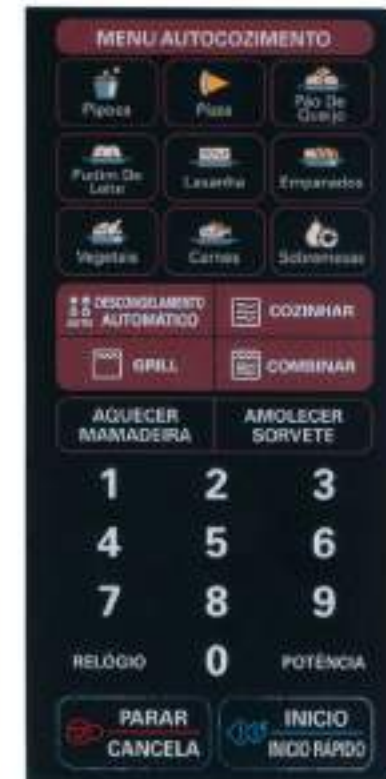 MENU AUTOCOZIMENTO
Pipoca Pizza Pão De Queijo
Pudim De Leite Lasanha Empanados
Vegetais Carnes Sobremesas
DESCONGELAMENTO AUTOMÁTICO COZINHAR
GRILL COMBINAR
AQUECER MAMADEIRA AMOLECER SORVETE
1 2 3
4 5 6
7 8 9
RELÓGIO 0 POTÊNCIA
PARAR INICIO
CANCELA INICIO RÁPIDO